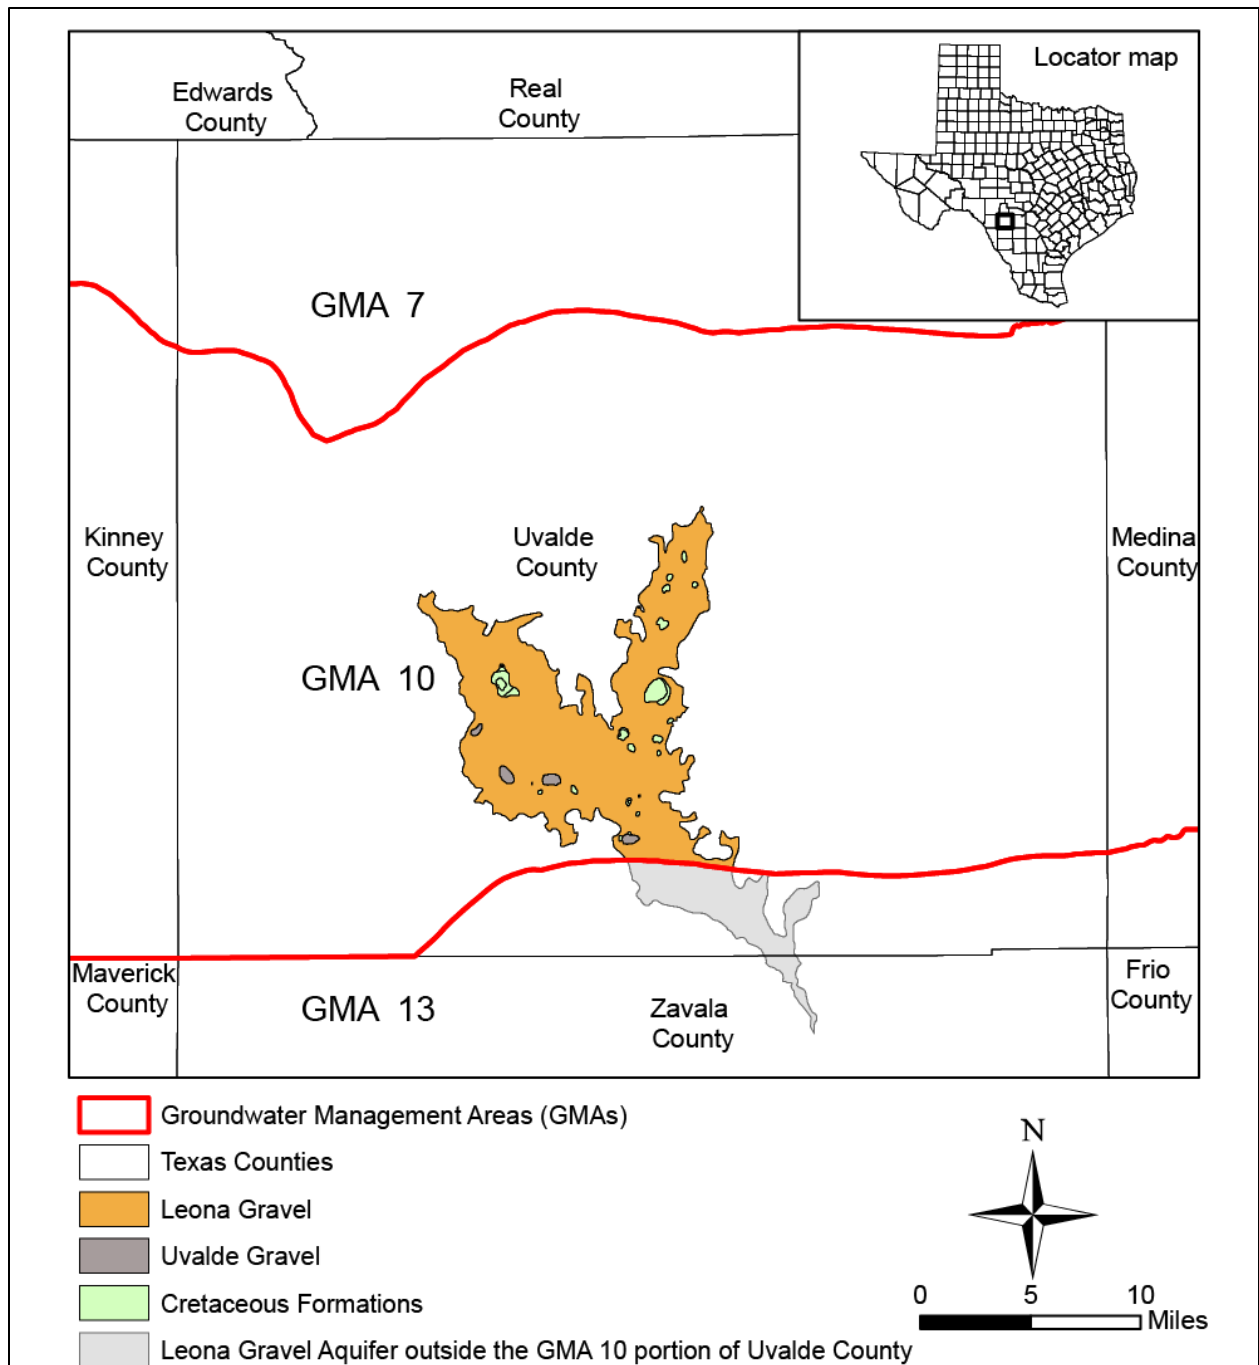 Locator map
Edwards
County
Real
County
GMA 7
Kinney
County
Uvalde
County
Medina
County
GMA 10
Maverick
County
GMA 13
Zavala
County
Frio
County
Groundwater Management Areas (GMAs)
Texas Counties
Leona Gravel
Uvalde Gravel
Cretaceous Formations
Leona Gravel Aquifer outside the GMA 10 portion of Uvalde County
N
0 5 10
Miles